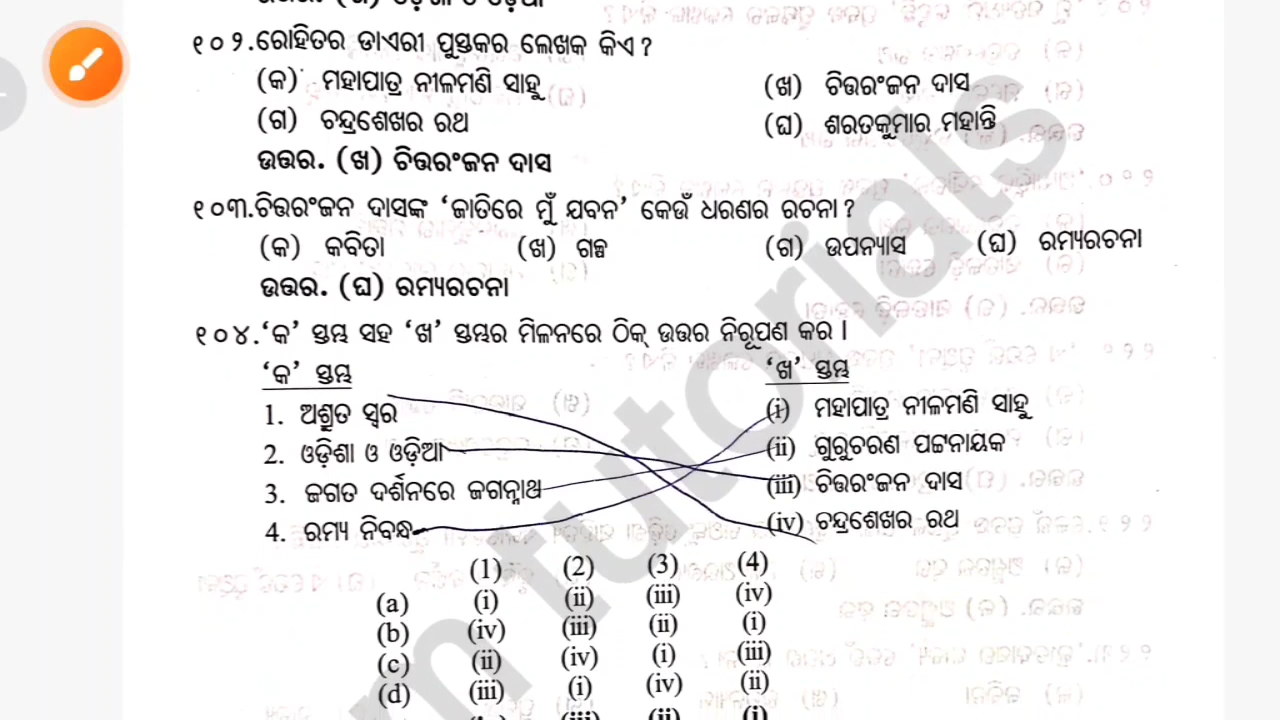 ୧୦୨.ରୋହିତର ଡାଏରୀ ପୁସ୍ତକର ଲେଖକ କିଏ ?
(କ) ମହାପାତ୍ର ନୀଳମଣି ସାହୁ (ଖ) ଚିତ୍ତରଂଜନ ଦାସ
(ଗ) ଚନ୍ଦ୍ରଶେଖର ରଥ (ଘ) ଶରତକୁମାର ମହାନ୍ତି
ଉତ୍ତର. (ଖ) ଚିତ୍ତରଂଜନ ଦାସ
୧୦୩.ଚିତ୍ତରଂଜନ ଦାସଙ୍କ ‘ଜାତିରେ ମୁଁ ଯବନ’ କେଉଁ ଧରଣର ରଚନା ?
(କ) କବିତା (ଖ) ଗଳ୍ପ (ଗ) ଉପନ୍ୟାସ (ଘ) ରମ୍ୟରଚନା
ଉତ୍ତର. (ଘ) ରମ୍ୟରଚନା
୧୦୪.‘କ’ ସ୍ତମ୍ଭ ସହ ‘ଖ’ ସ୍ତମ୍ଭର ମିଳନରେ ଠିକ୍ ଉତ୍ତର ନିରୂପଣ କର ।
‘କ’ ସ୍ତମ୍ଭ ‘ଖ’ ସ୍ତମ୍ଭ
1. ଅଶ୍ରୁତ ସ୍ୱର (i) ମହାପାତ୍ର ନୀଳମଣି ସାହୁ
2. ଓଡ଼ିଶା ଓ ଓଡ଼ିଆ (ii) ଗୁରୁଚରଣ ପଟ୍ଟନାୟକ
3. ଜଗତ ଦର୍ଶନରେ ଜଗନ୍ନାଥ (iii) ଚିତ୍ତରଂଜନ ଦାସ
4. ରମ୍ୟ ନିବନ୍ଧ (iv) ଚନ୍ଦ୍ରଶେଖର ରଥ
(1) (2) (3) (4)
(a) (i) (ii) (iii) (iv)
(b) (iv) (iii) (ii) (i)
(c) (ii) (iv) (i) (iii)
(d) (iii) (i) (iv) (ii)
tutorials